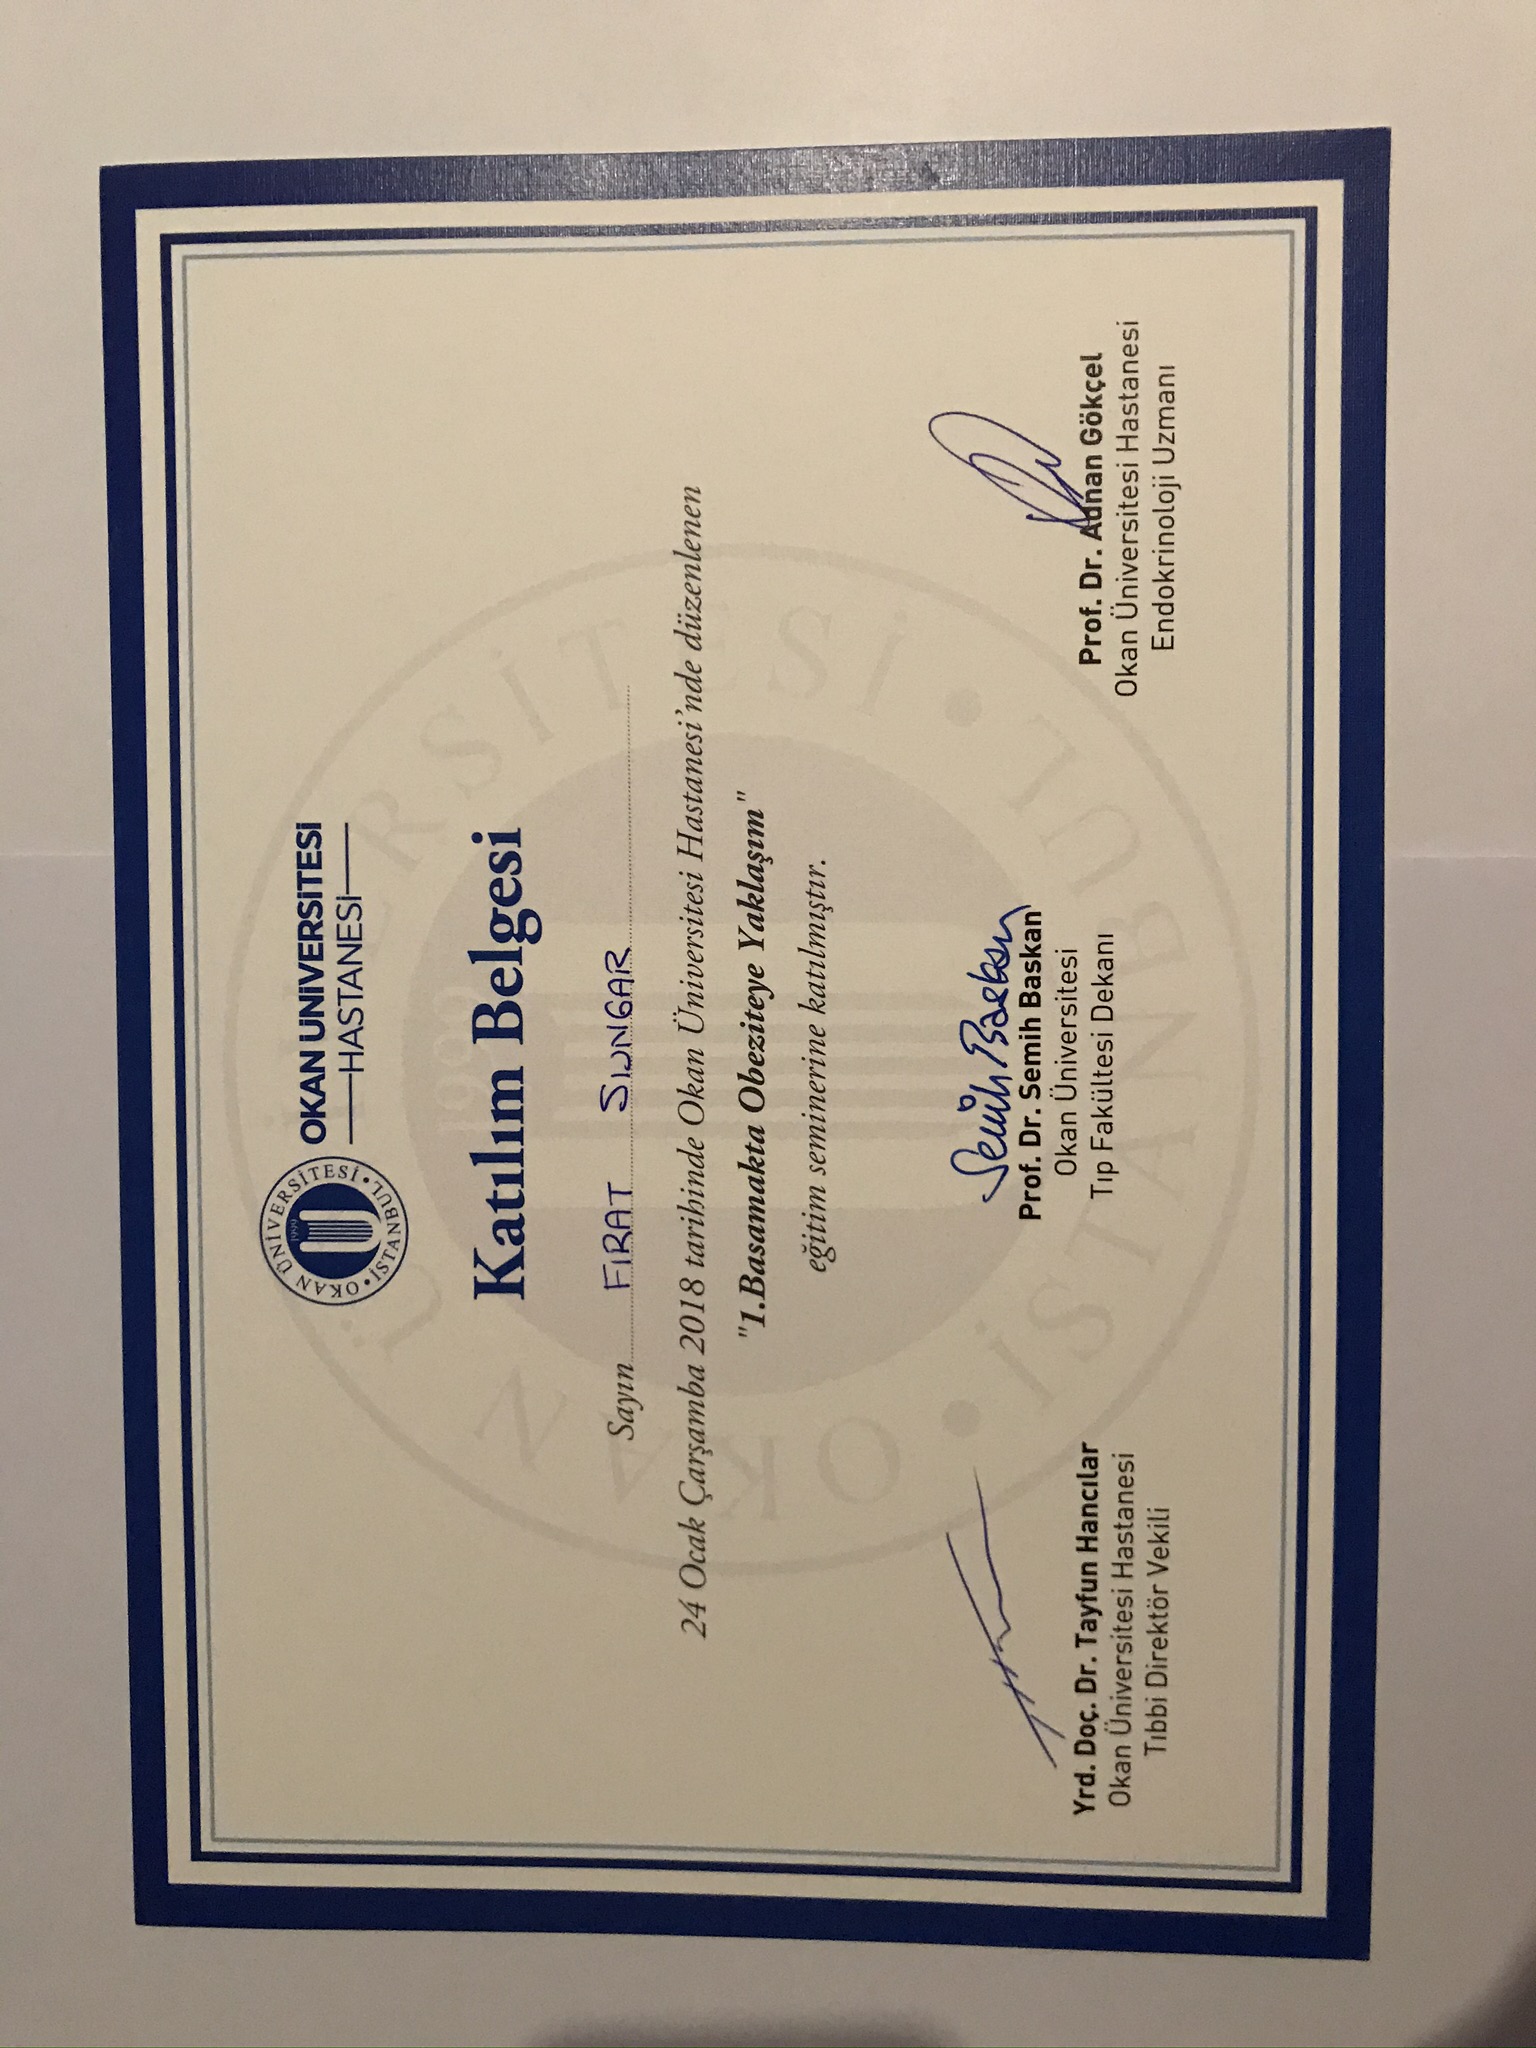 OKAN ÜNİVERSİTESİ
HASTANESİ
OKAN ÜNİVERSİTESİ • İSTANBUL •
1999
Katılım Belgesi
Sayın FIRAT SUNGAR
24 Ocak Çarşamba 2018 tarihinde Okan Üniversitesi Hastanesi'nde düzenlenen
"1.Basamakta Obeziteye Yaklaşım"
eğitim seminerine katılmıştır.
Semih Baskan
Yrd. Doç. Dr. Tayfun Hancılar
Okan Üniversitesi Hastanesi
Tıbbi Direktör Vekili
Prof. Dr. Semih Baskan
Okan Üniversitesi
Tıp Fakültesi Dekanı
Prof. Dr. Adnan Gökçel
Okan Üniversitesi Hastanesi
Endokrinoloji Uzmanı
OKAN ÜNİVERSİTESİ • İSTANBUL •
1999